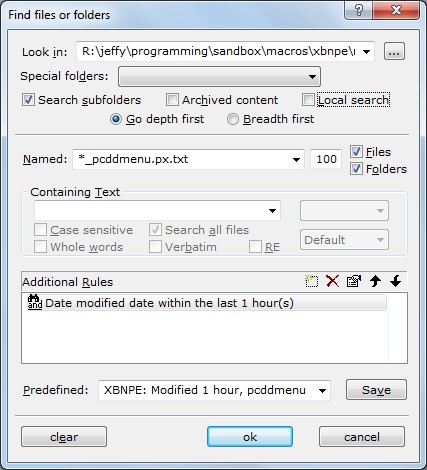 Find files or folders
Look in: R:\jeffy\programming\sandbox\macros\xbnpe\
Special folders:
Search subfolders Archived content Local search
Go depth first Breadth first
Named: *_pcddmenu.px.txt 100 Files
Folders
Containing Text
Case sensitive Search all files
Whole words Verbatim RE Default
Additional Rules
and Date modified date within the last 1 hour(s)
Predefined: XBNPE: Modified 1 hour, pcddmenu Save
clear ok cancel